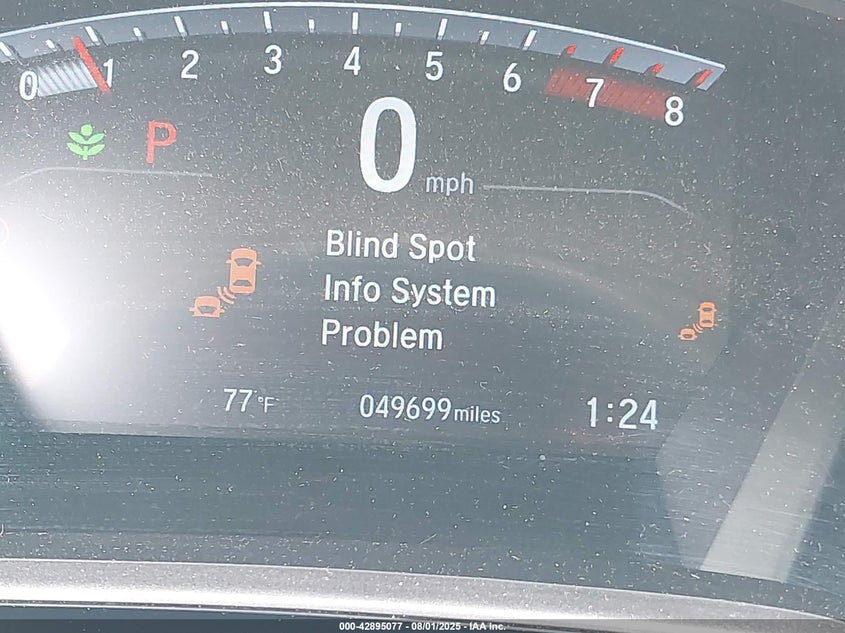 0 1 2 3 4 5 6 7 8
P
0 mph
Blind Spot
Info System
Problem
77°F 049699 miles 1:24
000-42895077 - 08/01/2025 - IAA Inc.